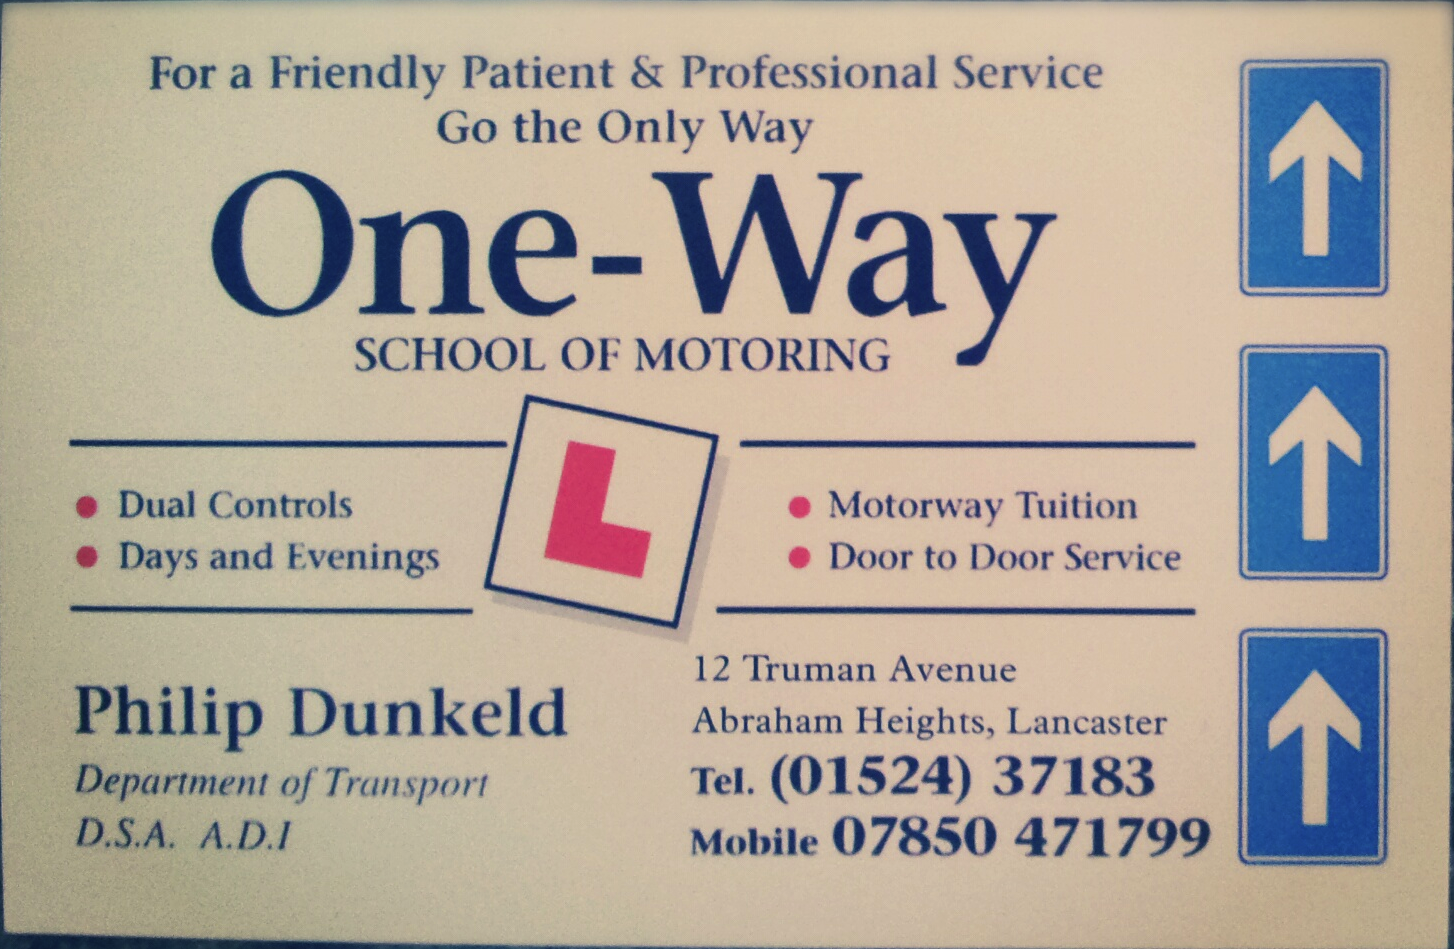 For a Friendly Patient & Professional Service
Go the Only Way
One-Way
SCHOOL OF MOTORING
L
Dual Controls
Days and Evenings
Motorway Tuition
Door to Door Service
Philip Dunkeld
Department of Transport
D.S.A. A.D.I
12 Truman Avenue
Abraham Heights, Lancaster
Tel. (01524) 37183
Mobile 07850 471799